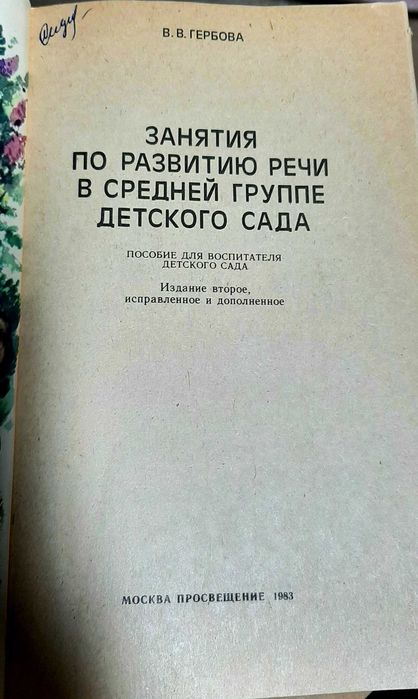 В. В. ГЕРБОВА
ЗАНЯТИЯ
ПО РАЗВИТИЮ РЕЧИ
В СРЕДНЕЙ ГРУППЕ
ДЕТСКОГО САДА
ПОСОБИЕ ДЛЯ ВОСПИТАТЕЛЯ
ДЕТСКОГО САДА
Издание второе,
исправленное и дополненное
МОСКВА ПРОСВЕЩЕНИЕ 1983